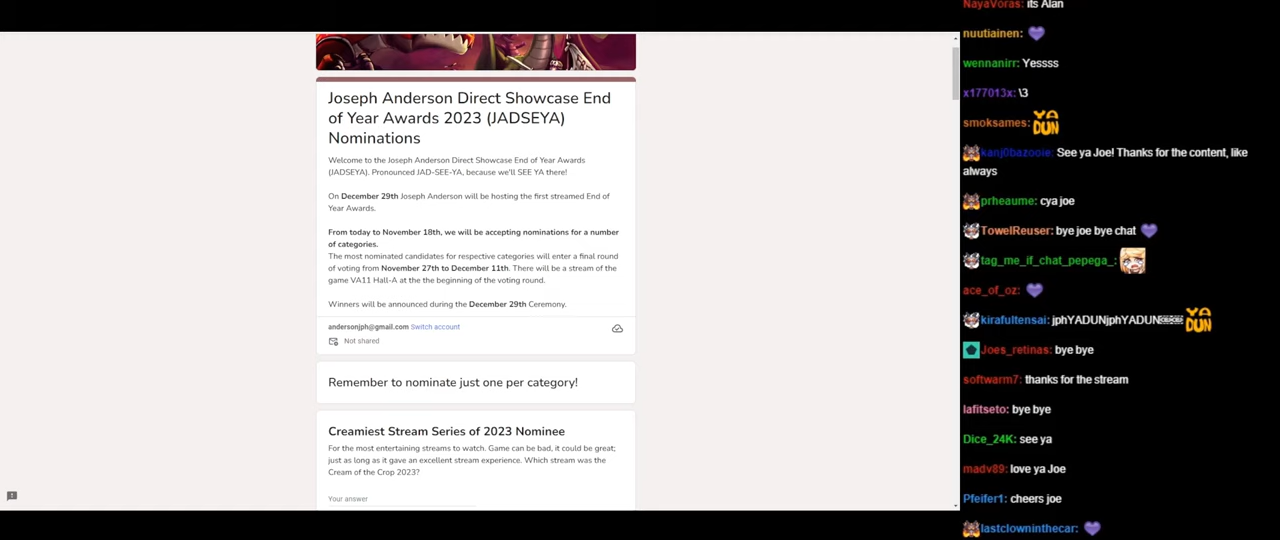 Joseph Anderson Direct Showcase End
of Year Awards 2023 (JADSEYA)
Nominations
Welcome to the Joseph Anderson Direct Showcase End of Year Awards
(JADSEYA). Pronounced JAD-SEE-YA, because we'll SEE YA there!
On December 29th Joseph Anderson will be hosting the first streamed End of
Year Awards.
From today to November 18th, we will be accepting nominations for a number
of categories.
The most nominated candidates for respective categories will enter a final round
of voting from November 27th to December 11th. There will be a stream of the
game VA11 Hall-A at the the beginning of the voting round.
Winners will be announced during the December 29th Ceremony.
andersonjph@gmail.com Switch account
Not shared
Remember to nominate just one per category!
Creamiest Stream Series of 2023 Nominee
For the most entertaining streams to watch. Game can be bad, it could be great;
just as long as it gave an excellent stream experience. Which stream was the
Cream of the Crop 2023?
Your answer
NayaVoras: its Alan
nuutiainen:
wennanirr: Yessss
x177013x: \3
smoksames: YA DUN
kanj0bazooie: See ya Joe! Thanks for the content, like
always
prheaume: cya joe
TowelReuser: bye joe bye chat
tag_me_if_chat_pepega_:
ace_of_oz:
kirafultensai: jphYADUNjphYADUN YA DUN
Joes_retinas: bye bye
softwarm7: thanks for the stream
lafitseto: bye bye
Dice_24K: see ya
madv89: love ya Joe
Pfeifer1: cheers joe
lastclowninthecar: